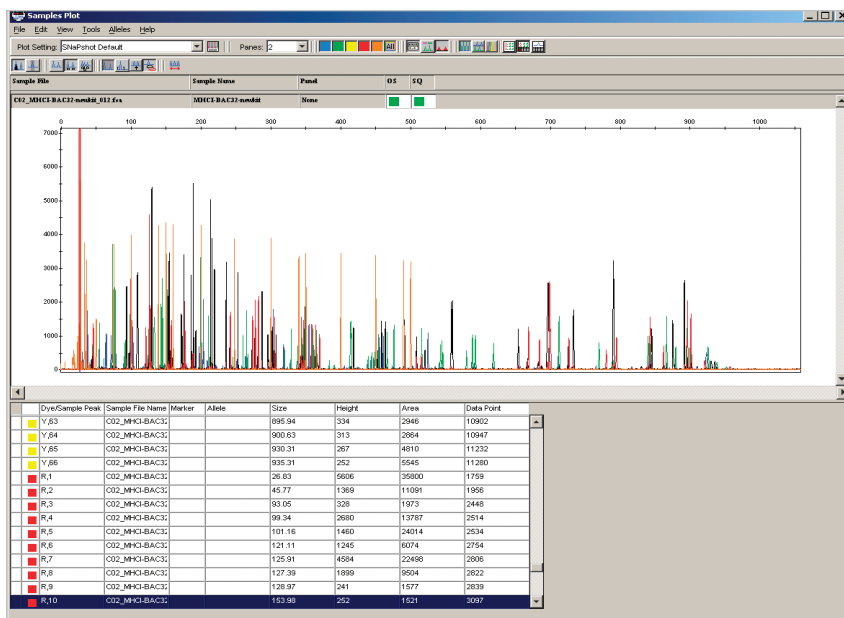 Samples Plot
File Edit View Tools Alleles Help
Plot Setting: SNaPshot Default Panes: 2 All
Sample File Sample Name Panel OS SQ
C02_MHCI-BAC32-newkit_012.fsa MHCI-BAC32-newkit None
0 100 200 300 400 500 600 700 800 900 1000
7000
6000
5000
4000
3000
2000
1000
0
Dye/Sample Peak Sample File Name Marker Allele Size Height Area Data Point
Y,63 C02_MHCI-BAC32 895.94 334 2946 10902
Y,64 C02_MHCI-BAC32 900.63 313 2864 10947
Y,65 C02_MHCI-BAC32 930.31 267 4810 11232
Y,66 C02_MHCI-BAC32 935.31 252 5545 11280
R,1 C02_MHCI-BAC32 26.83 5606 35800 1759
R,2 C02_MHCI-BAC32 45.77 1369 11091 1956
R,3 C02_MHCI-BAC32 93.05 328 1973 2448
R,4 C02_MHCI-BAC32 99.34 2680 13787 2514
R,5 C02_MHCI-BAC32 101.16 1460 24014 2534
R,6 C02_MHCI-BAC32 121.11 1245 6074 2754
R,7 C02_MHCI-BAC32 125.91 4584 22498 2806
R,8 C02_MHCI-BAC32 127.39 1899 9504 2822
R,9 C02_MHCI-BAC32 128.97 241 1577 2839
R,10 C02_MHCI-BAC32 153.98 252 1521 3097